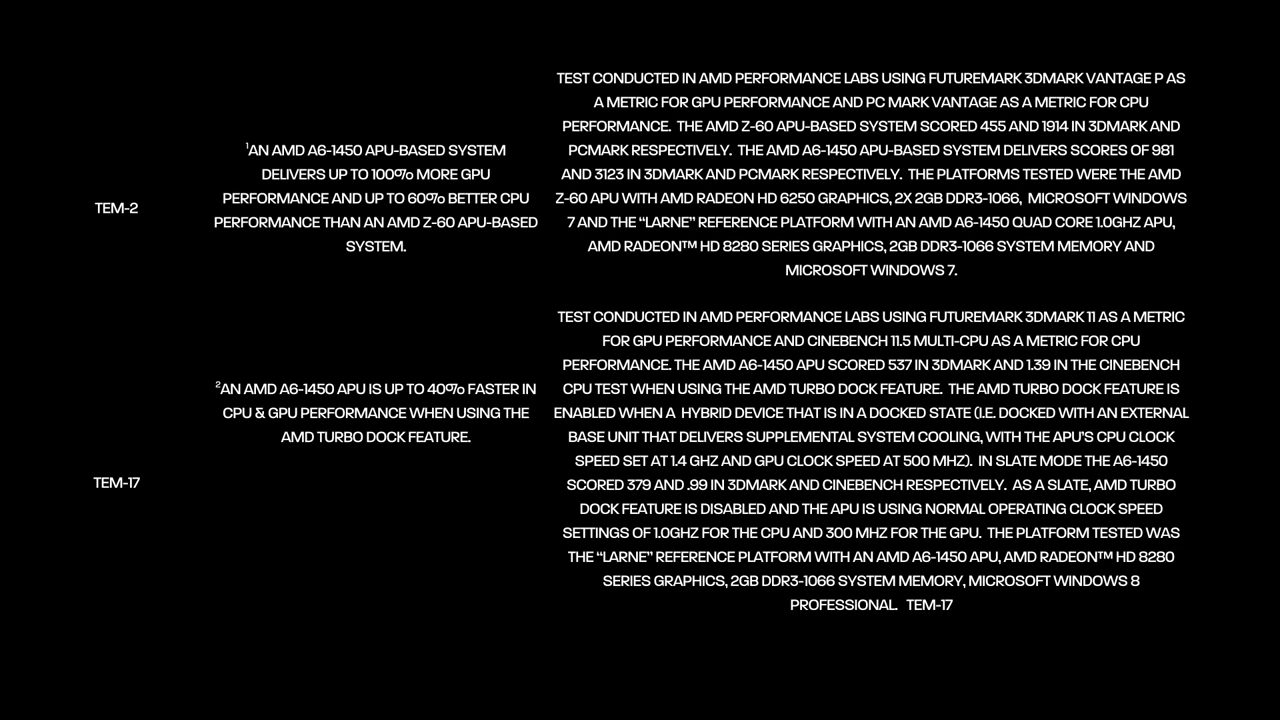 TEM-2
¹AN AMD A6-1450 APU-BASED SYSTEM
DELIVERS UP TO 100% MORE GPU
PERFORMANCE AND UP TO 60% BETTER CPU
PERFORMANCE THAN AN AMD Z-60 APU-BASED
SYSTEM.
TEST CONDUCTED IN AMD PERFORMANCE LABS USING FUTUREMARK 3DMARK VANTAGE P AS
A METRIC FOR GPU PERFORMANCE AND PC MARK VANTAGE AS A METRIC FOR CPU
PERFORMANCE.  THE AMD Z-60 APU-BASED SYSTEM SCORED 455 AND 1914 IN 3DMARK AND
PCMARK RESPECTIVELY.  THE AMD A6-1450 APU-BASED SYSTEM DELIVERS SCORES OF 981
AND 3123 IN 3DMARK AND PCMARK RESPECTIVELY.  THE PLATFORMS TESTED WERE THE AMD
Z-60 APU WITH AMD RADEON HD 6250 GRAPHICS, 2X 2GB DDR3-1066,  MICROSOFT WINDOWS
7 AND THE “LARNE” REFERENCE PLATFORM WITH AN AMD A6-1450 QUAD CORE 1.0GHZ APU,
AMD RADEON™ HD 8280 SERIES GRAPHICS, 2GB DDR3-1066 SYSTEM MEMORY AND
MICROSOFT WINDOWS 7.
TEM-17
²AN AMD A6-1450 APU IS UP TO 40% FASTER IN
CPU & GPU PERFORMANCE WHEN USING THE
AMD TURBO DOCK FEATURE.
TEST CONDUCTED IN AMD PERFORMANCE LABS USING FUTUREMARK 3DMARK 11 AS A METRIC
FOR GPU PERFORMANCE AND CINEBENCH 11.5 MULTI-CPU AS A METRIC FOR CPU
PERFORMANCE. THE AMD A6-1450 APU SCORED 537 IN 3DMARK AND 1.39 IN THE CINEBENCH
CPU TEST WHEN USING THE AMD TURBO DOCK FEATURE.  THE AMD TURBO DOCK FEATURE IS
ENABLED WHEN A  HYBRID DEVICE THAT IS IN A DOCKED STATE (I.E. DOCKED WITH AN EXTERNAL
BASE UNIT THAT DELIVERS SUPPLEMENTAL SYSTEM COOLING, WITH THE APU'S CPU CLOCK
SPEED SET AT 1.4 GHZ AND GPU CLOCK SPEED AT 500 MHZ).  IN SLATE MODE THE A6-1450
SCORED 379 AND .99 IN 3DMARK AND CINEBENCH RESPECTIVELY.  AS A SLATE, AMD TURBO
DOCK FEATURE IS DISABLED AND THE APU IS USING NORMAL OPERATING CLOCK SPEED
SETTINGS OF 1.0GHZ FOR THE CPU AND 300 MHZ FOR THE GPU.  THE PLATFORM TESTED WAS
THE “LARNE” REFERENCE PLATFORM WITH AN AMD A6-1450 APU, AMD RADEON™ HD 8280
SERIES GRAPHICS, 2GB DDR3-1066 SYSTEM MEMORY, MICROSOFT WINDOWS 8
PROFESSIONAL.  TEM-17